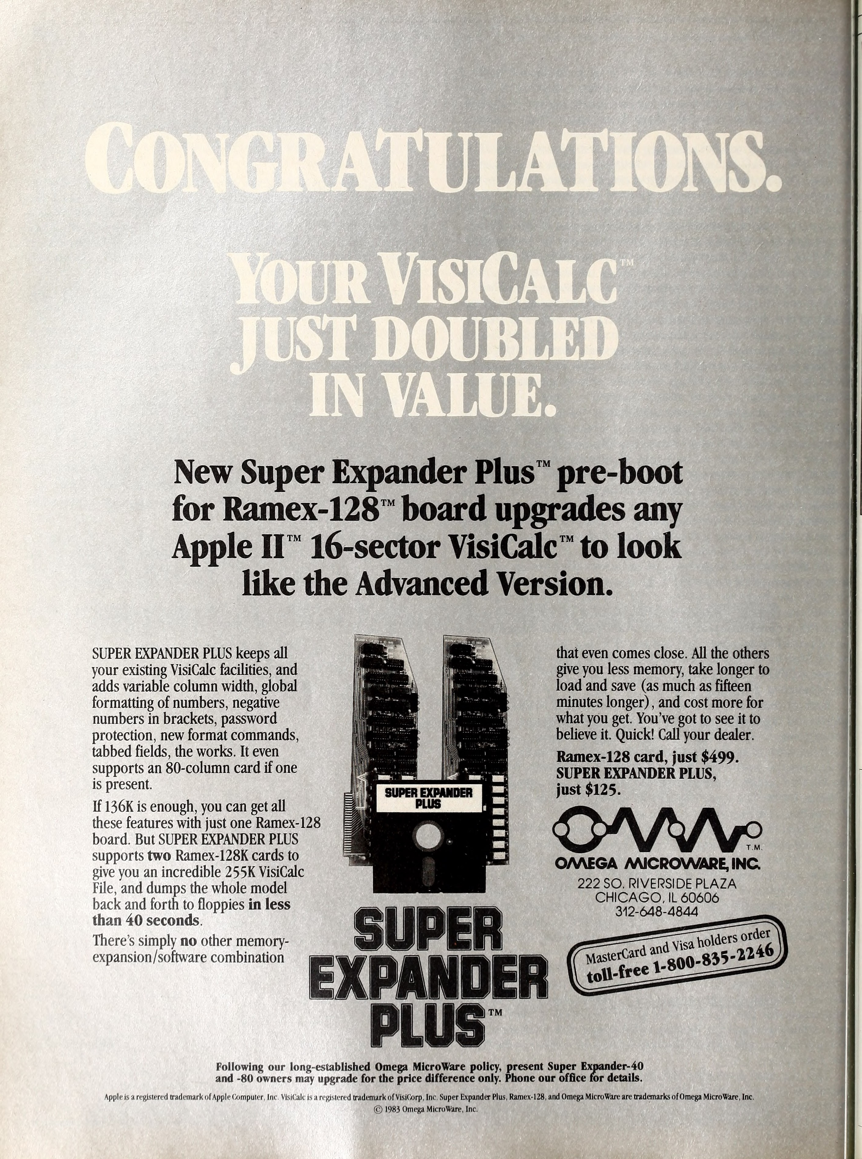 CONGRATULATIONS.
YOUR VISICALC™
JUST DOUBLED
IN VALUE.
New Super Expander Plus™ pre-boot
for Ramex-128™ board upgrades any
Apple II™ 16-sector VisiCalc™ to look
like the Advanced Version.
SUPER EXPANDER PLUS keeps all
your existing VisiCalc facilities, and
adds variable column width, global
formatting of numbers, negative
numbers in brackets, password
protection, new format commands,
tabbed fields, the works. It even
supports an 80-column card if one
is present.
If 136K is enough, you can get all
these features with just one Ramex-128
board. But SUPER EXPANDER PLUS
supports two Ramex-128K cards to
give you an incredible 255K VisiCalc
File, and dumps the whole model
back and forth to floppies in less
than 40 seconds.
There's simply no other memory-
expansion/software combination
SUPER EXPANDER
PLUS
SUPER
EXPANDER
PLUS™
that even comes close. All the others
give you less memory, take longer to
load and save (as much as fifteen
minutes longer), and cost more for
what you get. You've got to see it to
believe it. Quick! Call your dealer.
Ramex-128 card, just $499.
SUPER EXPANDER PLUS,
just $125.
T.M.
OMEGA MICROWARE, INC.
222 SO. RIVERSIDE PLAZA
CHICAGO, IL 60606
312-648-4844
MasterCard and Visa holders order
toll-free 1-800-835-2246
Following our long-established Omega MicroWare policy, present Super Expander-40
and -80 owners may upgrade for the price difference only. Phone our office for details.
Apple is a registered trademark of Apple Computer, Inc. VisiCalc is a registered trademark of VisiCorp, Inc. Super Expander Plus, Ramex-128, and Omega MicroWare are trademarks of Omega MicroWare, Inc.
© 1983 Omega MicroWare, Inc.